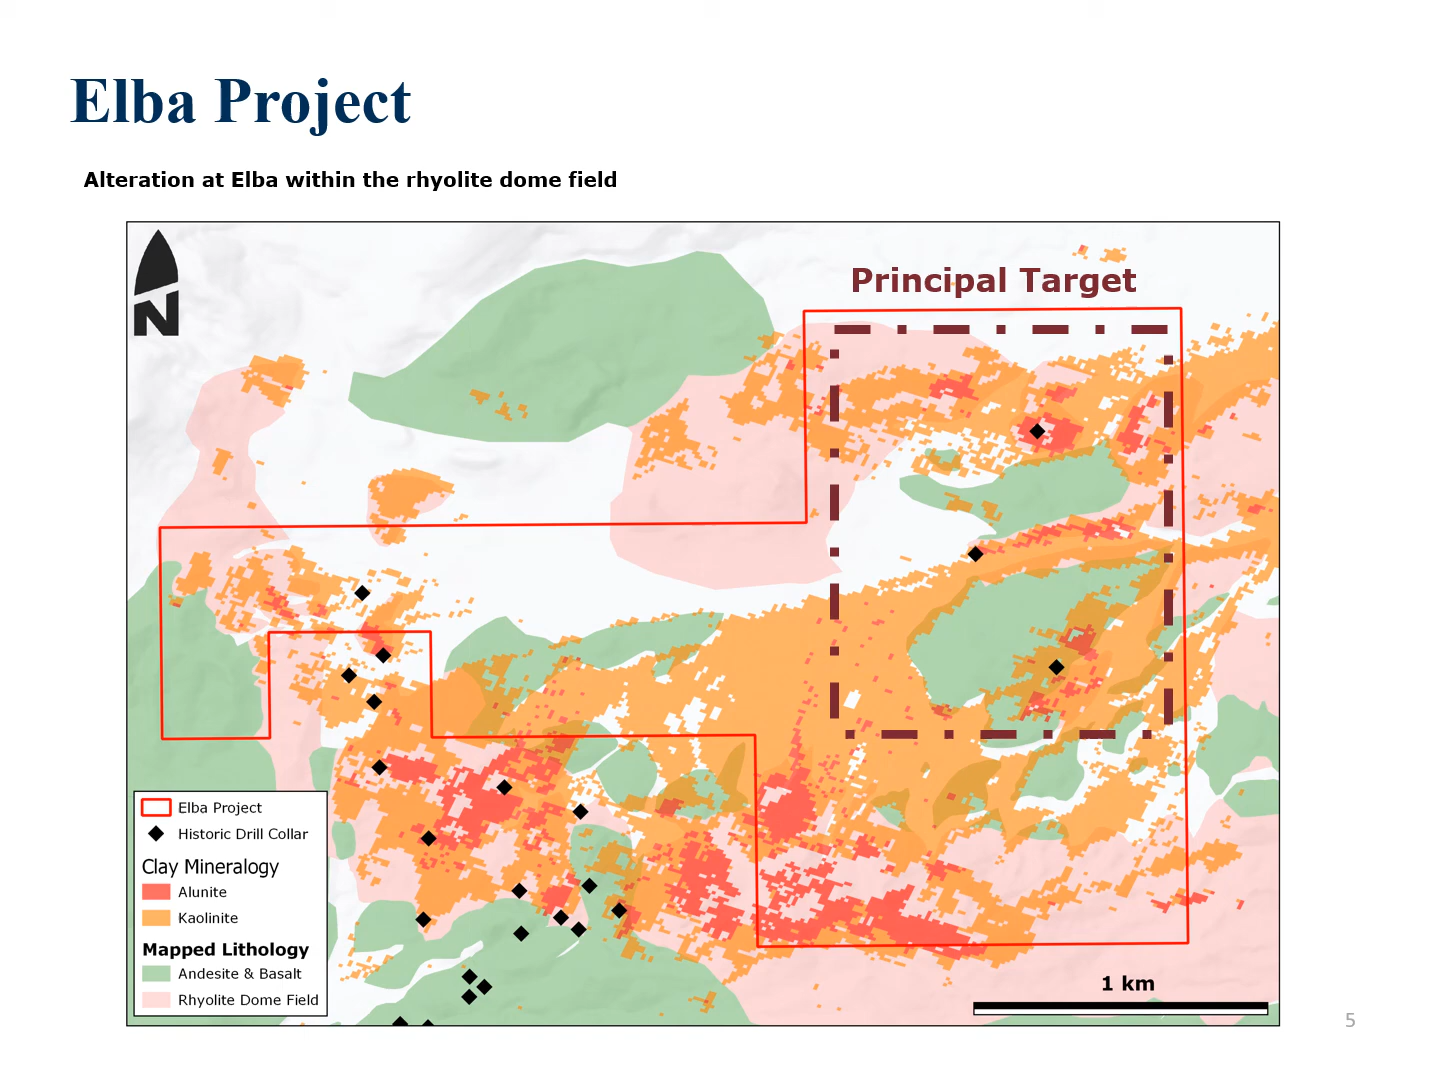 Elba Project
Alteration at Elba within the rhyolite dome field
N
Principal Target
Elba Project
Historic Drill Collar
Clay Mineralogy
Alunite
Kaolinite
Mapped Lithology
Andesite & Basalt
Rhyolite Dome Field
1 km
5